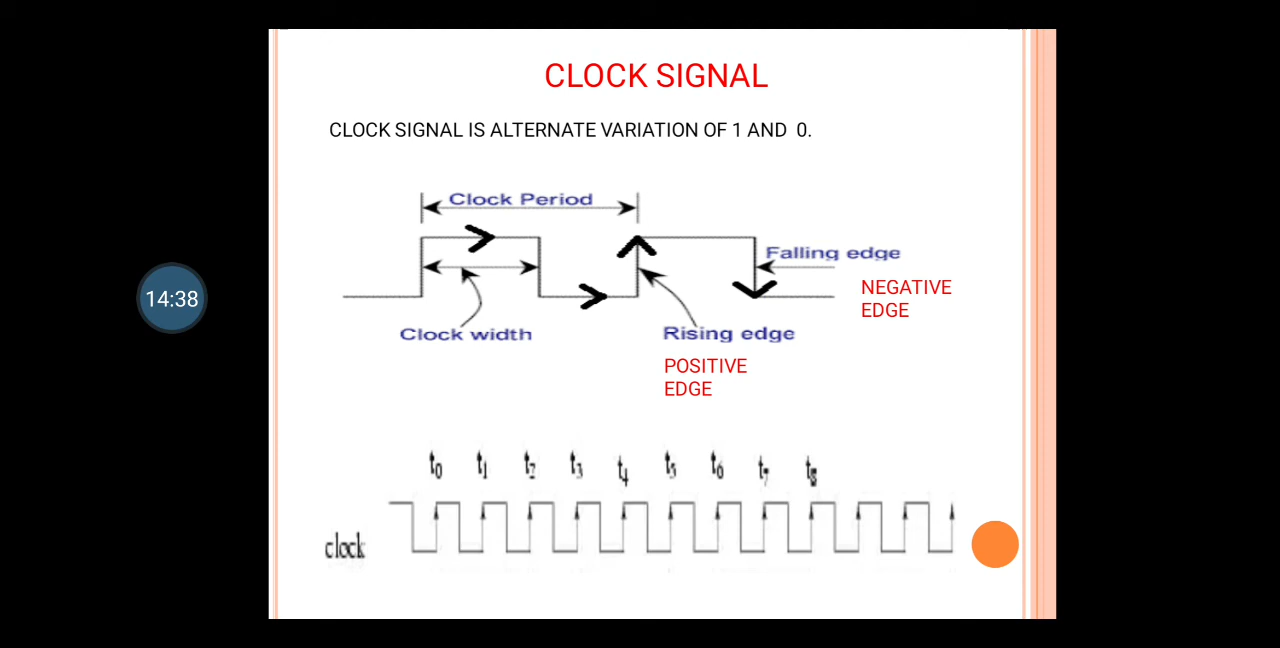 CLOCK SIGNAL
CLOCK SIGNAL IS ALTERNATE VARIATION OF 1 AND 0.
Clock Period
Falling edge
14:38
NEGATIVE
EDGE
Clock width
Rising edge
POSITIVE
EDGE
t0 t1 t2 t3 t4 t5 t6 t7 t8
clock